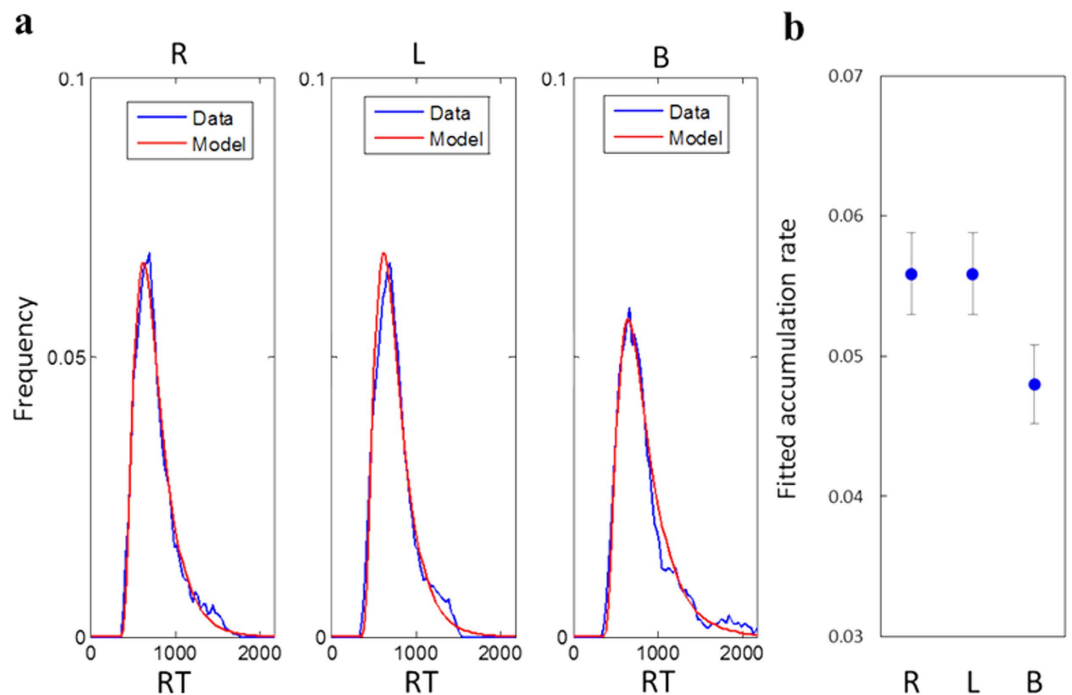 a
R
0.1
Data
Model
Frequency
0.05
0
0 1000 2000
RT
L
0.1
Data
Model
0
0 1000 2000
RT
B
0.1
Data
Model
0
0 1000 2000
RT
b
0.07
0.06
0.05
0.04
0.03
Fitted accumulation rate
R L B